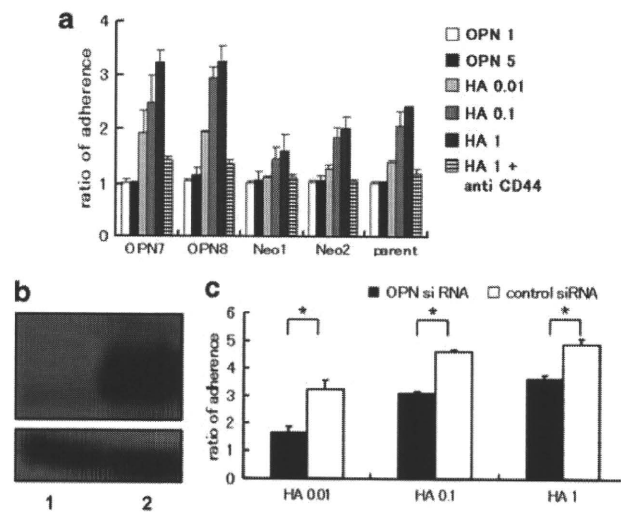 a
ratio of adherence
4
3
2
1
0
OPN7 OPN8 Neo1 Neo2 parent
OPN 1
OPN 5
HA 0.01
HA 0.1
HA 1
HA 1 +
anti CD44
b
1 2
c
OPN siRNA control siRNA
ratio of adherence
6
5
4
3
2
1
0
* * *
HA 0.01 HA 0.1 HA 1